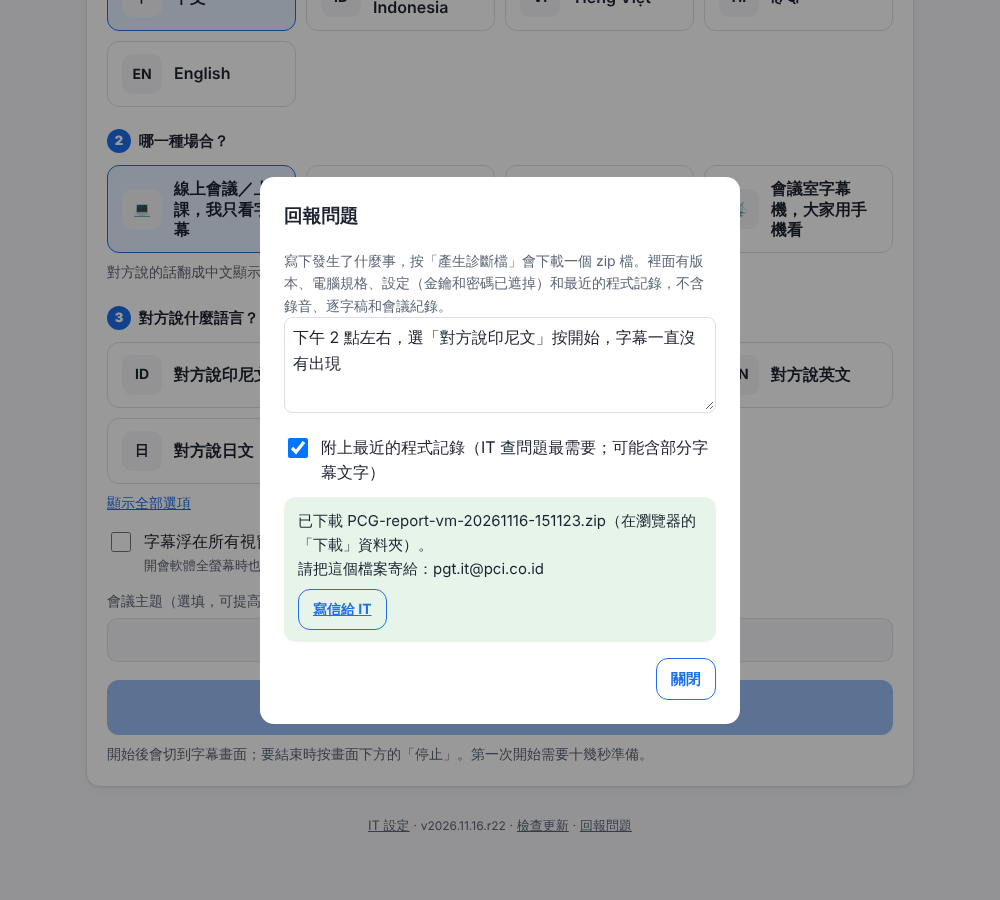 Indonesia
EN English
2 哪一種場合？
線上會議／
課，我只看字
幕
會議室字幕
機，大家用手
機看
對方說的話翻成中文顯示
3 對方說什麼語言？
ID 對方說印尼文
對方說英文
日 對方說日文
顯示全部選項
字幕浮在所有視窗
開會軟體全螢幕時也
會議主題（選填，可提高
開始後會切到字幕畫面；要結束時按畫面下方的「停止」。第一次開始需要十幾秒準備。
IT 設定 · v2026.11.16.r22 · 檢查更新 · 回報問題
回報問題
寫下發生了什麼事，按「產生診斷檔」會下載一個 zip 檔。裡面有版
本、電腦規格、設定（金鑰和密碼已遮掉）和最近的程式記錄，不含
錄音、逐字稿和會議紀錄。
下午 2 點左右，選「對方說印尼文」按開始，字幕一直沒
有出現
附上最近的程式記錄（IT 查問題最需要；可能含部分字
幕文字）
已下載 PCG-report-vm-20261116-151123.zip（在瀏覽器的
「下載」資料夾）。
請把這個檔案寄給：pgt.it@pci.co.id
寫信給 IT
關閉